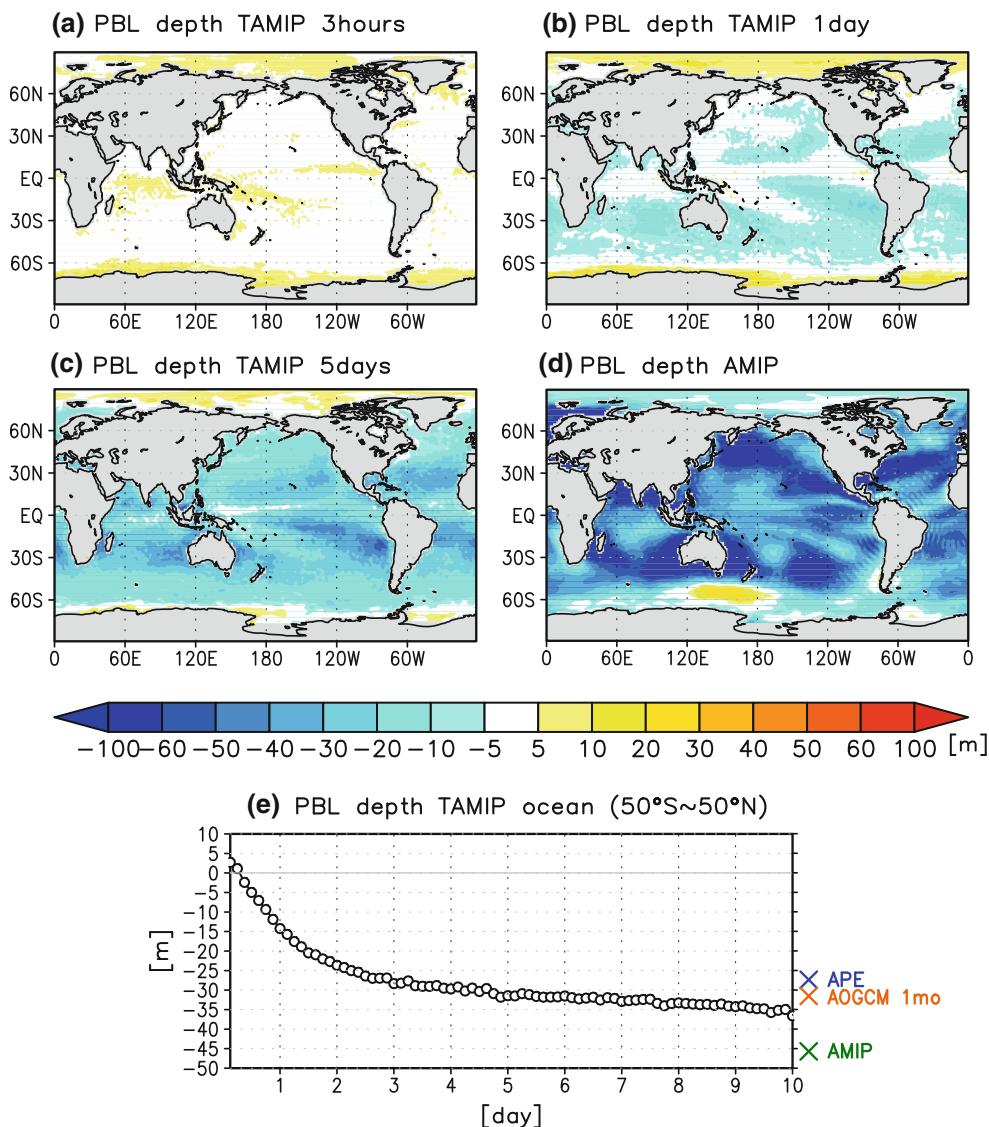 (a) PBL depth TAMIP 3hours
(b) PBL depth TAMIP 1day
60N
30N
EQ
30S
60S
0 60E 120E 180 120W 60W
60N
30N
EQ
30S
60S
0 60E 120E 180 120W 60W
(c) PBL depth TAMIP 5days
(d) PBL depth AMIP
60N
30N
EQ
30S
60S
0 60E 120E 180 120W 60W
60N
30N
EQ
30S
60S
0 60E 120E 180 120W 60W 0
-100 -60 -50 -40 -30 -20 -10 -5 5 10 20 30 40 50 60 100 [m]
(e) PBL depth TAMIP ocean (50°S~50°N)
10
5
0
-5
-10
-15
-20
-25
-30
-35
-40
-45
-50
[m]
APE
AOGCM 1mo
AMIP
1 2 3 4 5 6 7 8 9 10
[day]